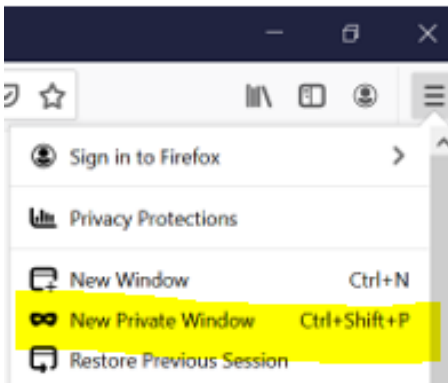 Sign in to Firefox
Privacy Protections
New Window Ctrl+N
New Private Window Ctrl+Shift+P
Restore Previous Session